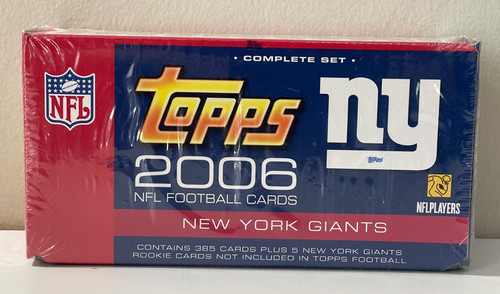 • COMPLETE SET •
NFL
Topps
ny
Topps
2006
NFL FOOTBALL CARDS
NFLPLAYERS
NEW YORK GIANTS
CONTAINS 385 CARDS PLUS 5 NEW YORK GIANTS
ROOKIE CARDS NOT INCLUDED IN TOPPS FOOTBALL